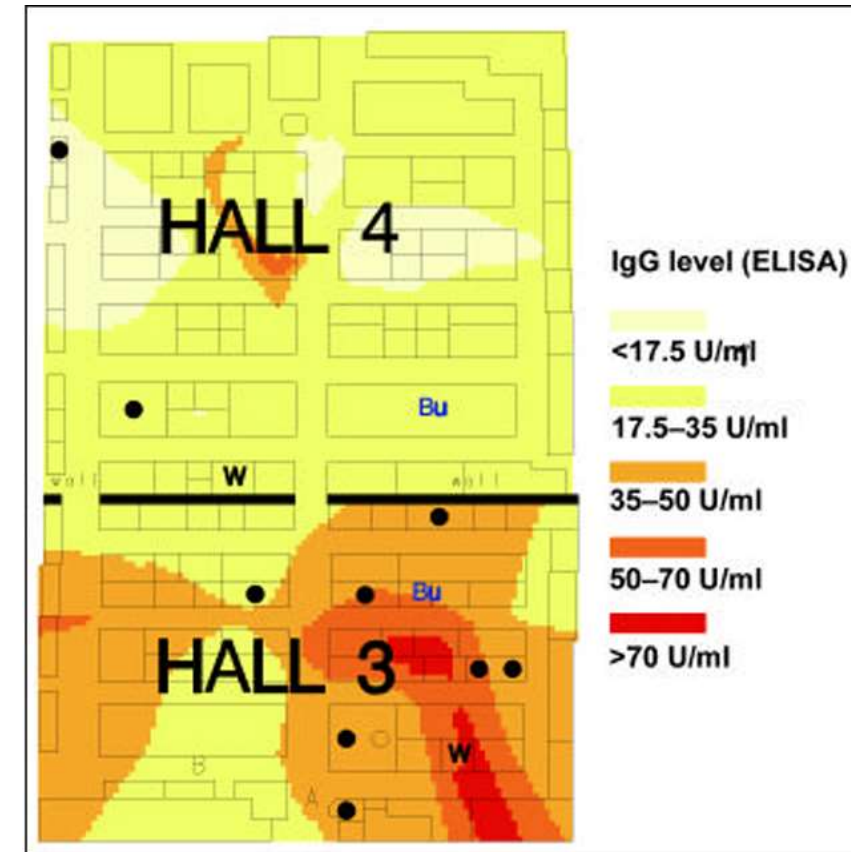 HALL 4
IgG level (ELISA)
<17.5 U/ml
17.5–35 U/ml
Bu
W
wall
wall
35–50 U/ml
50–70 U/ml
Bu
HALL 3
>70 U/ml
C
W
B
A